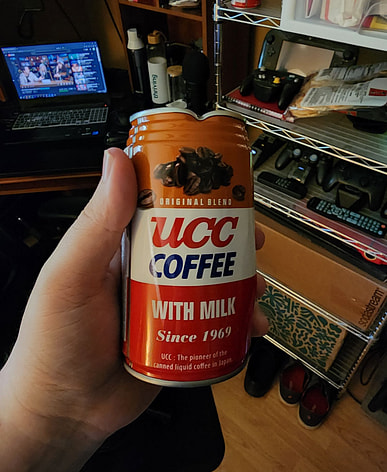 ORIGINAL BLEND
UCC
COFFEE
WITH MILK
Since 1969
UCC : The pioneer of the
canned liquid coffee in Japan.